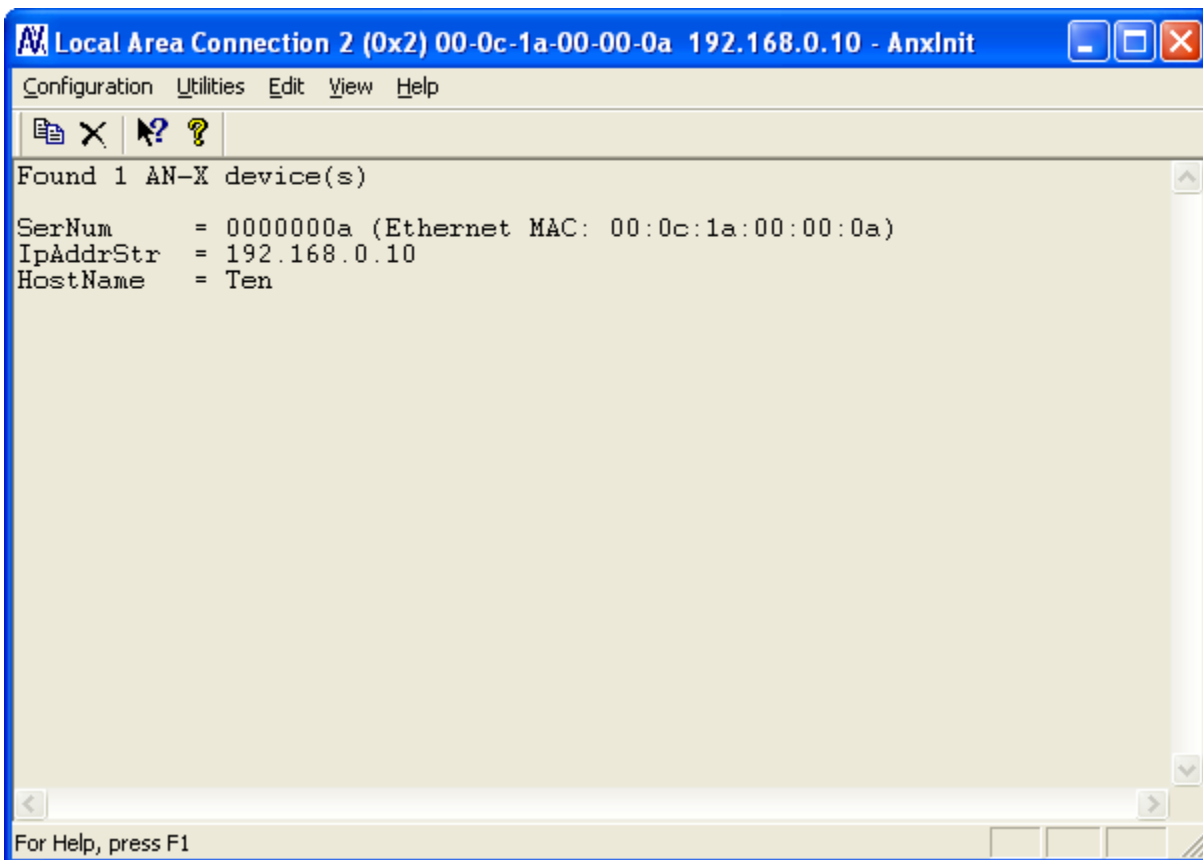 AX Local Area Connection 2 (0x2) 00-0c-1a-00-00-0a 192.168.0.10 - AnxInit
Configuration Utilities Edit View Help
Found 1 AN-X device(s)
SerNum = 0000000a (Ethernet MAC: 00:0c:1a:00:00:0a)
IpAddrStr = 192.168.0.10
HostName = Ten
For Help, press F1